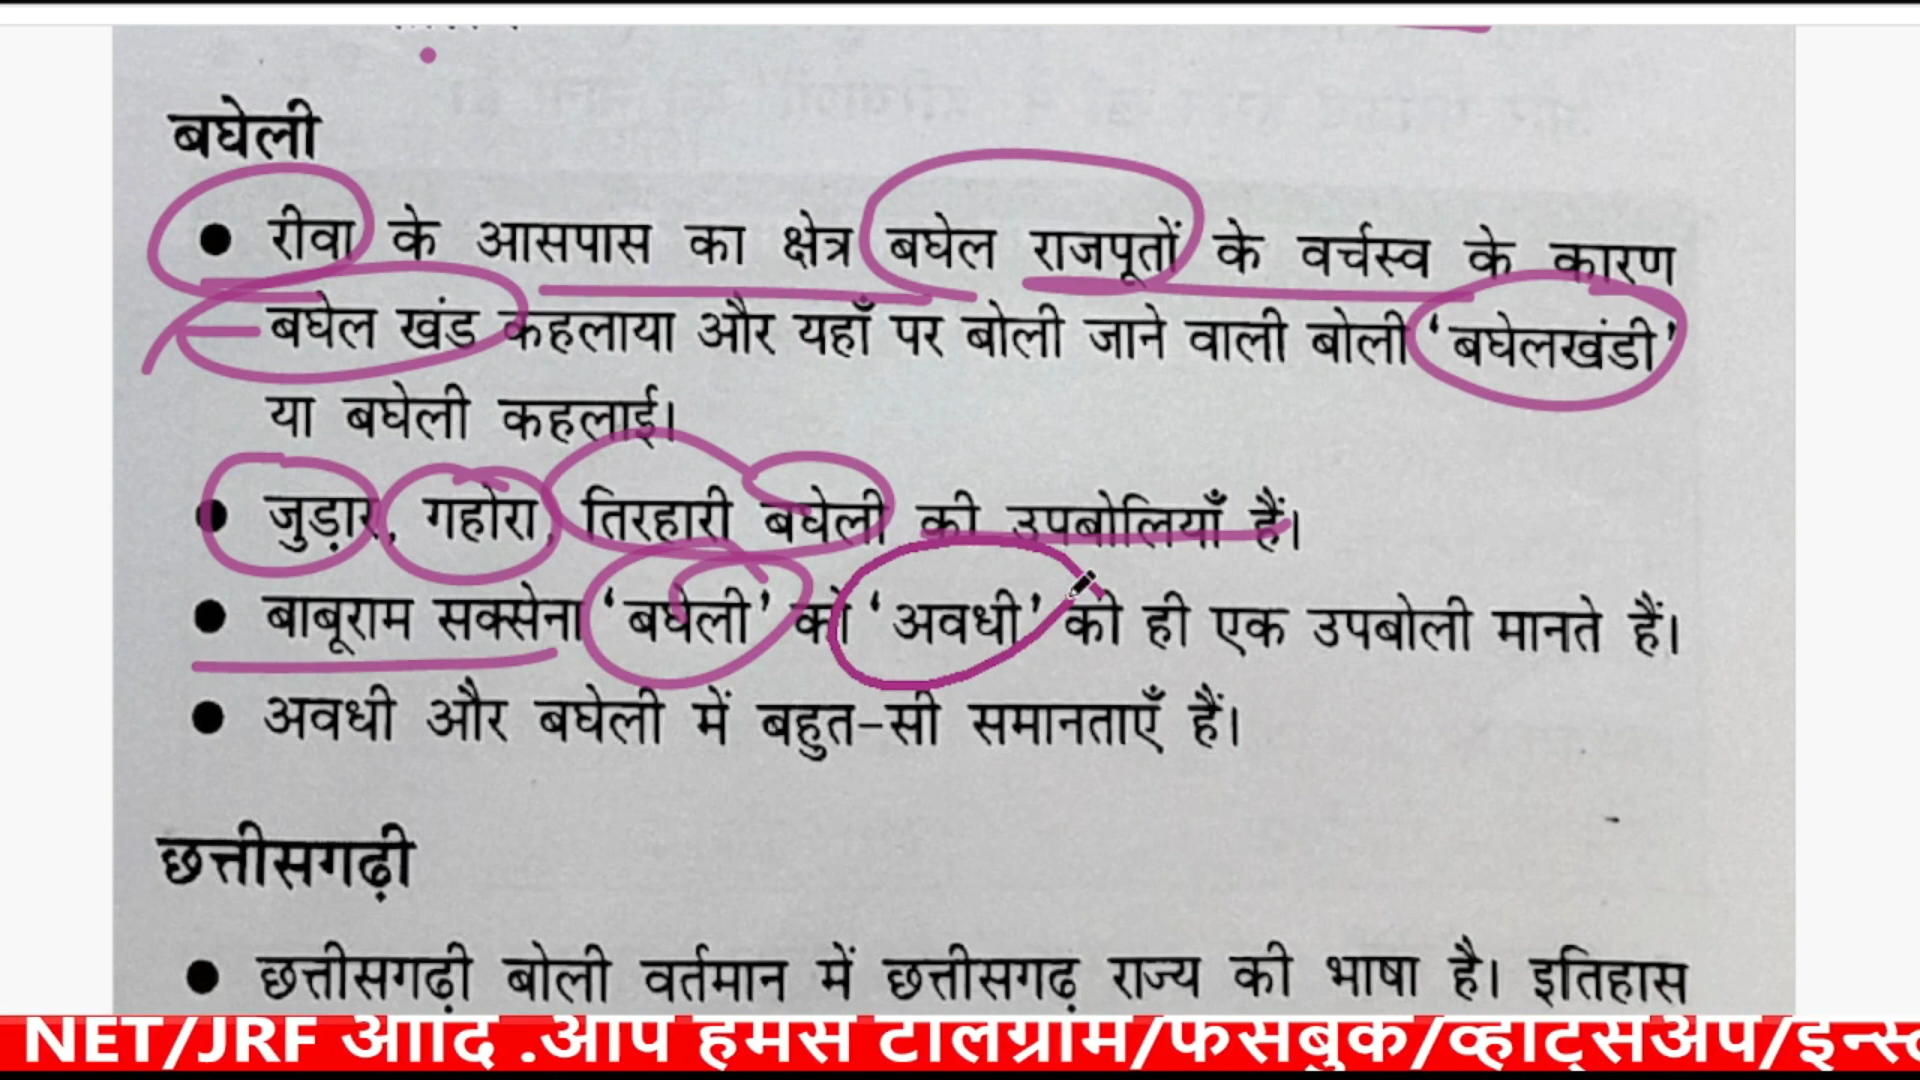 बघेली
● रीवा के आसपास का क्षेत्र बघेल राजपूतों के वर्चस्व के कारण
बघेल खंड कहलाया और यहाँ पर बोली जाने वाली बोली ‘बघेलखंडी’
या बघेली कहलाई।
● जुड़ार, गहोरा, तिरहारी बघेली की उपबोलियाँ हैं।
● बाबूराम सक्सेना ‘बघेली’ को ‘अवधी’ की ही एक उपबोली मानते हैं।
● अवधी और बघेली में बहुत-सी समानताएँ हैं।
छत्तीसगढ़ी
● छत्तीसगढ़ी बोली वर्तमान में छत्तीसगढ़ राज्य की भाषा है। इतिहास
NET/JRF आदि .आप हमसे टेलीग्राम/फेसबुक/व्हाट्सअप/